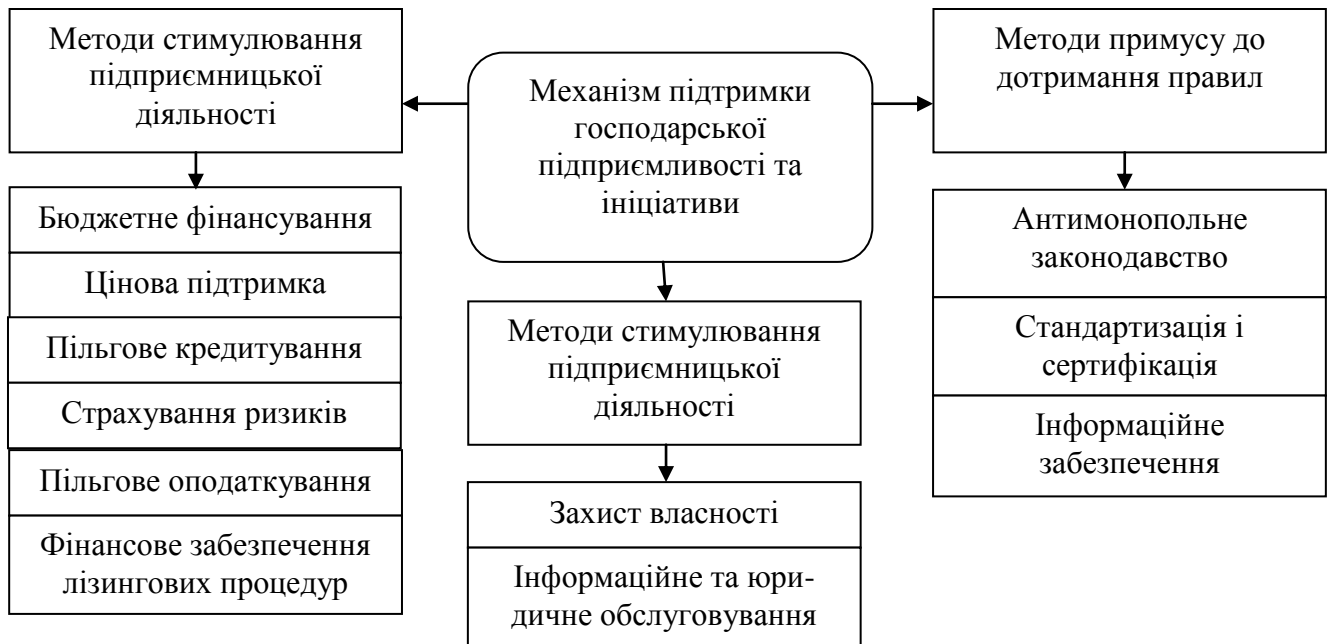 Методи стимулювання
підприємницької
діяльності
Бюджетне фінансування
Цінова підтримка
Пільгове кредитування
Страхування ризиків
Пільгове оподаткування
Фінансове забезпечення
лізингових процедур
Механізм підтримки
господарської
підприємливості та
ініціативи
Методи стимулювання
підприємницької
діяльності
Захист власності
Інформаційне та юри-
дичне обслуговування
Методи примусу до
дотримання правил
Антимонопольне
законодавство
Стандартизація і
сертифікація
Інформаційне
забезпечення